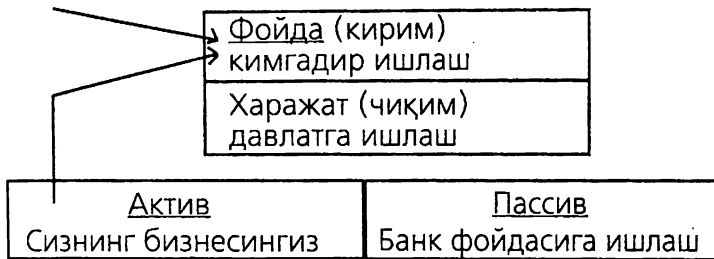 Фойда (кирим)
кимгадир ишлаш
Харажат (чиқим)
давлатга ишлаш
Актив
Сизнинг бизнесингиз
Пассив
Банк фойдасига ишлаш